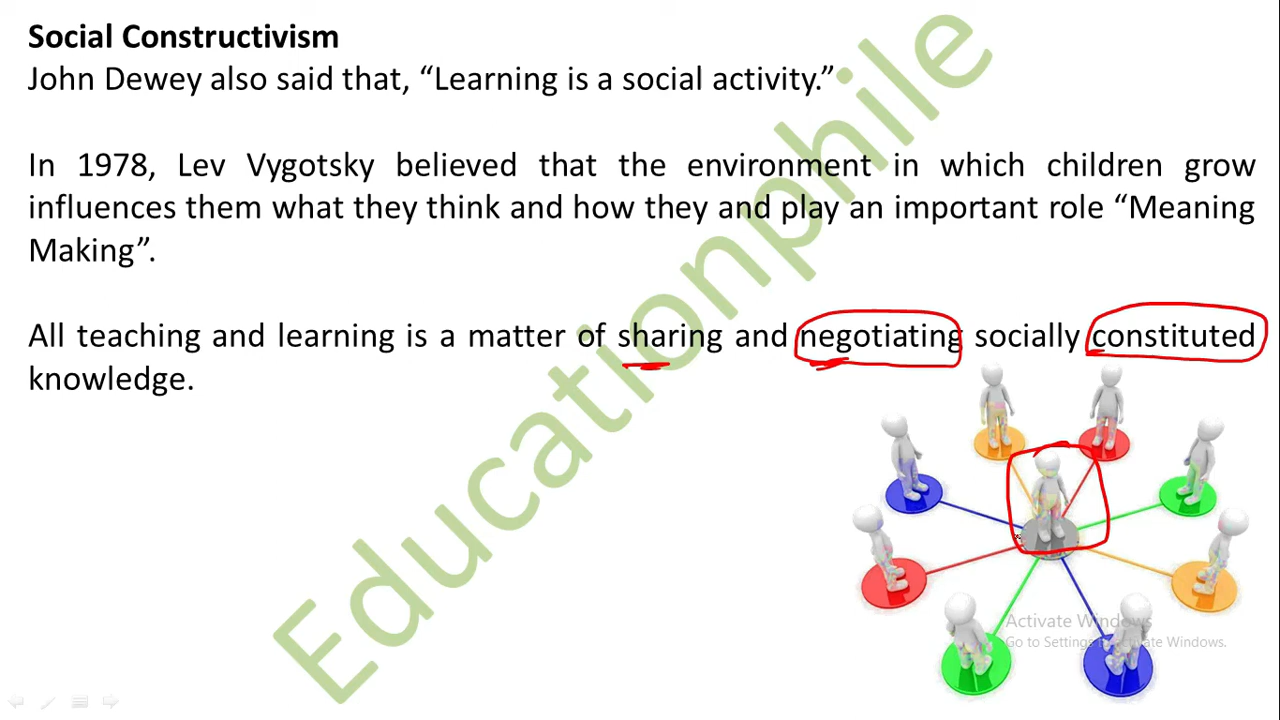 Social Constructivism
John Dewey also said that, “Learning is a social activity.”
In 1978, Lev Vygotsky believed that the environment in which children grow
influences them what they think and how they and play an important role “Meaning
Making”.
All teaching and learning is a matter of sharing and negotiating socially constituted
knowledge.
Educationphile
Activate Windows
Go to Settings to Activate Windows.